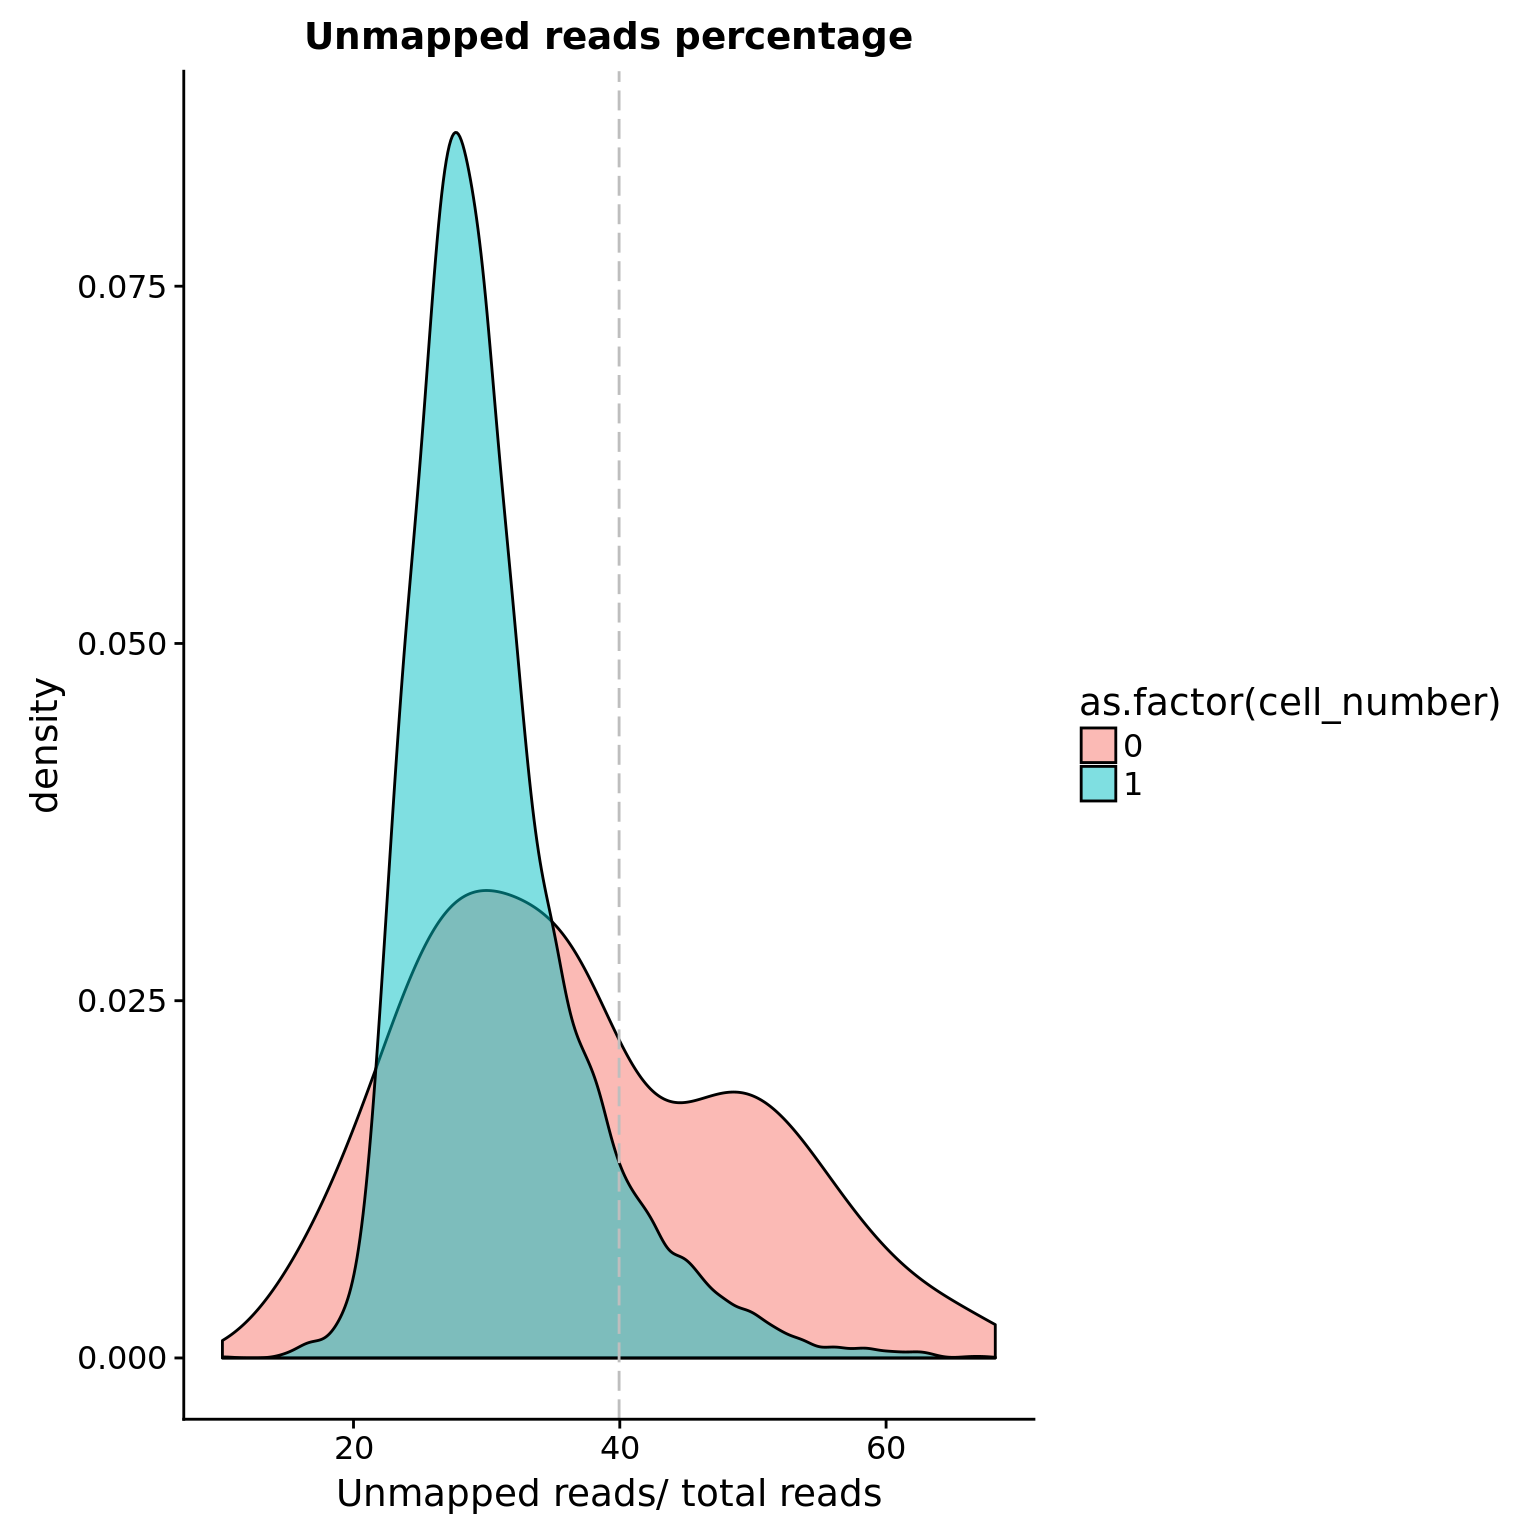 Unmapped reads percentage
0.075
0.050
0.025
0.000
density
20 40 60
Unmapped reads/ total reads
as.factor(cell_number)
0
1